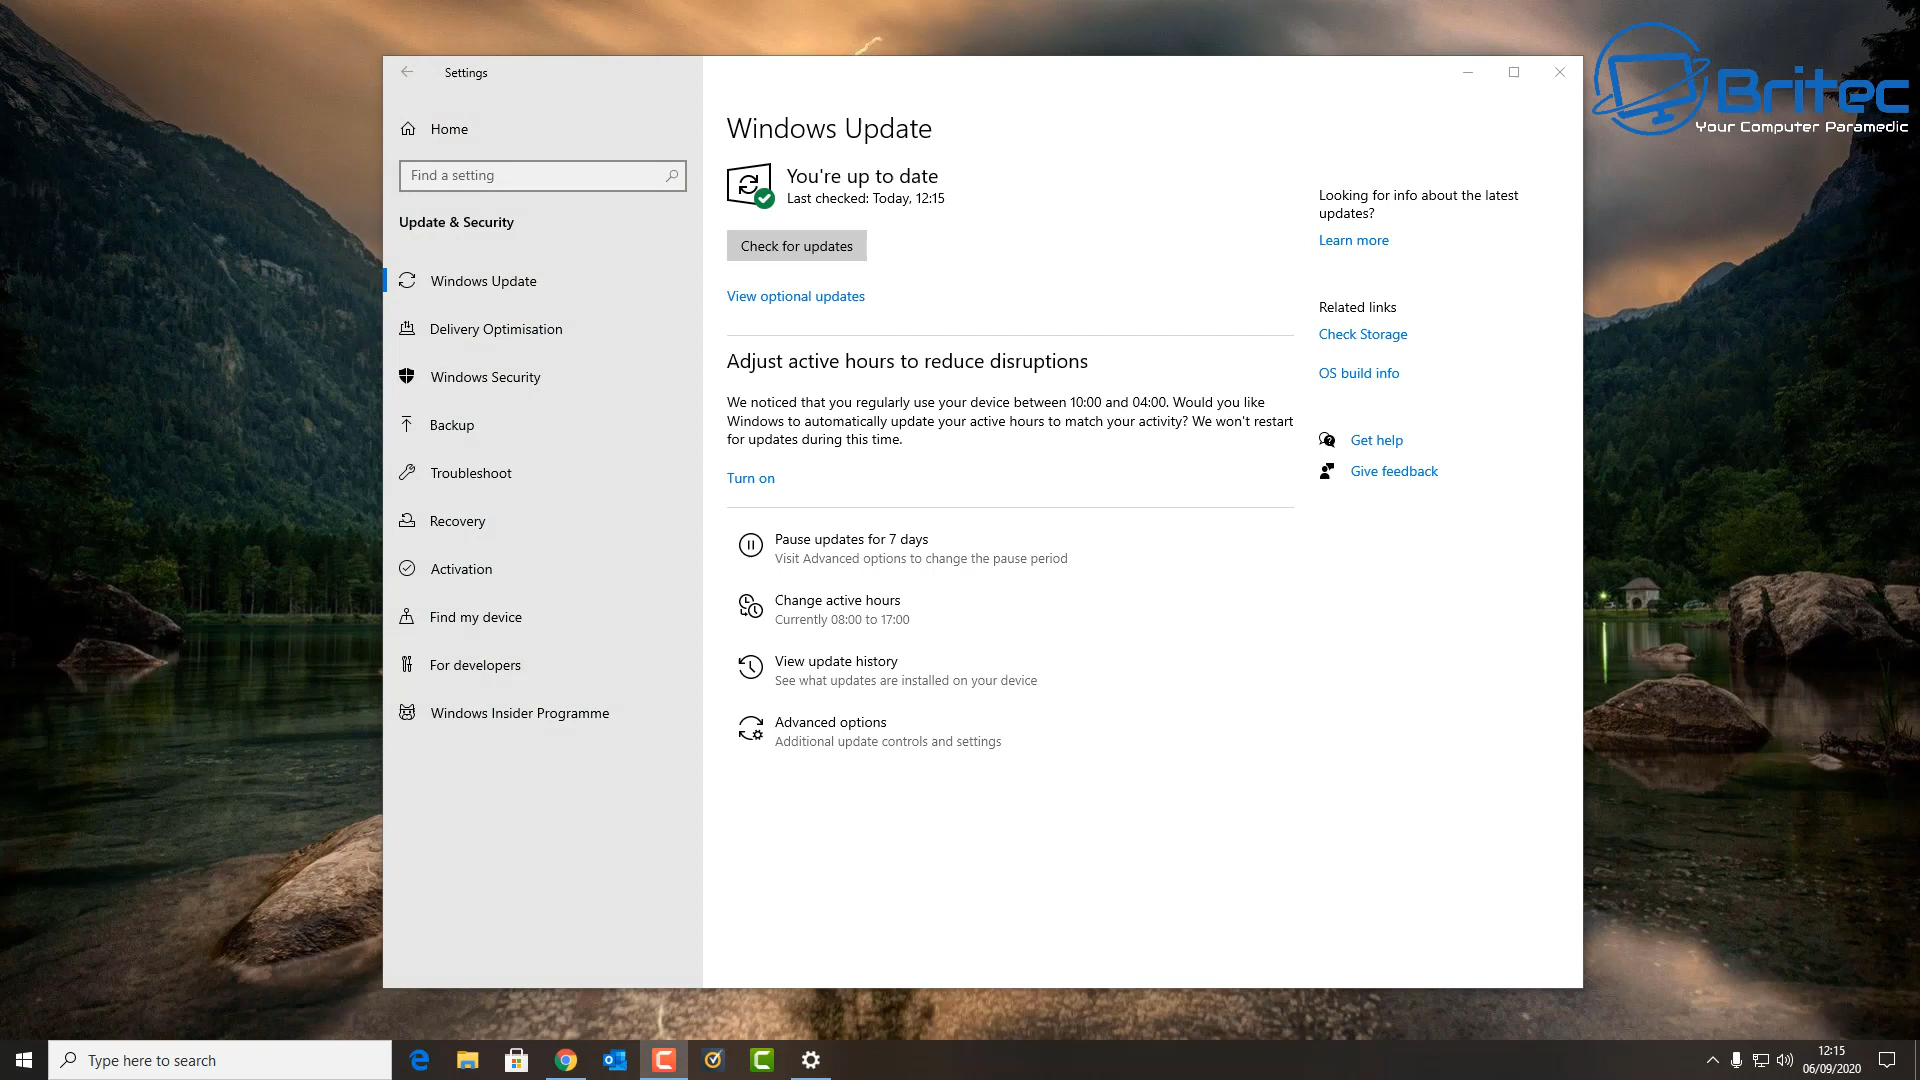 Settings
Home
Find a setting
Update & Security
Windows Update
Delivery Optimisation
Windows Security
Backup
Troubleshoot
Recovery
Activation
Find my device
For developers
Windows Insider Programme
Windows Update
You're up to date
Last checked: Today, 12:15
Check for updates
View optional updates
Adjust active hours to reduce disruptions
We noticed that you regularly use your device between 10:00 and 04:00. Would you like
Windows to automatically update your active hours to match your activity? We won't restart
for updates during this time.
Turn on
Pause updates for 7 days
Visit Advanced options to change the pause period
Change active hours
Currently 08:00 to 17:00
View update history
See what updates are installed on your device
Advanced options
Additional update controls and settings
Looking for info about the latest
updates?
Learn more
Related links
Check Storage
OS build info
Get help
Give feedback
Britec
Your Computer Paramedic
Type here to search
12:15
06/09/2020